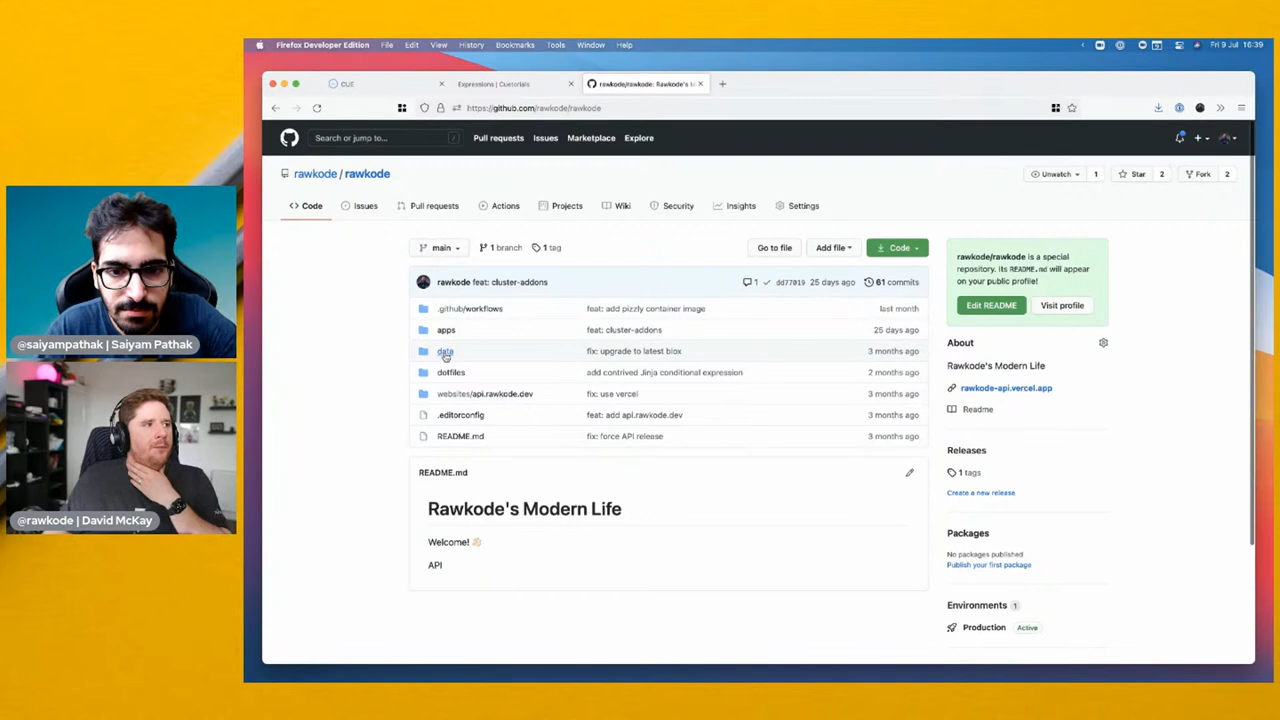 Firefox Developer Edition File Edit View History Bookmarks Tools Window Help Fri 9 Jul 16:39
CUE Expressions | Cuetorials rawkode/rawkode: Rawkode's M
https://github.com/rawkode/rawkode
Search or jump to... / Pull requests Issues Marketplace Explore
rawkode / rawkode Unwatch 1 Star 2 Fork 2
<> Code Issues Pull requests Actions Projects Wiki Security Insights Settings
main 1 branch 1 tag Go to file Add file Code
rawkode feat: cluster-addons 1 dd77019 25 days ago 61 commits
.github/workflows feat: add pizzly container image last month
apps feat: cluster-addons 25 days ago
data fix: upgrade to latest blox 3 months ago
dotfiles add contrived Jinja conditional expression 2 months ago
websites/api.rawkode.dev fix: use vercel 3 months ago
.editorconfig feat: add api.rawkode.dev 3 months ago
README.md fix: force API release 3 months ago
README.md
Rawkode's Modern Life
Welcome! 👋🏻
API
rawkode/rawkode is a special
repository. Its README.md will appear
on your public profile!
Edit README Visit profile
About
Rawkode's Modern Life
rawkode-api.vercel.app
Readme
Releases
1 tags
Create a new release
Packages
No packages published
Publish your first package
Environments 1
Production Active
@saiyampathak | Saiyam Pathak
@rawkode | David McKay